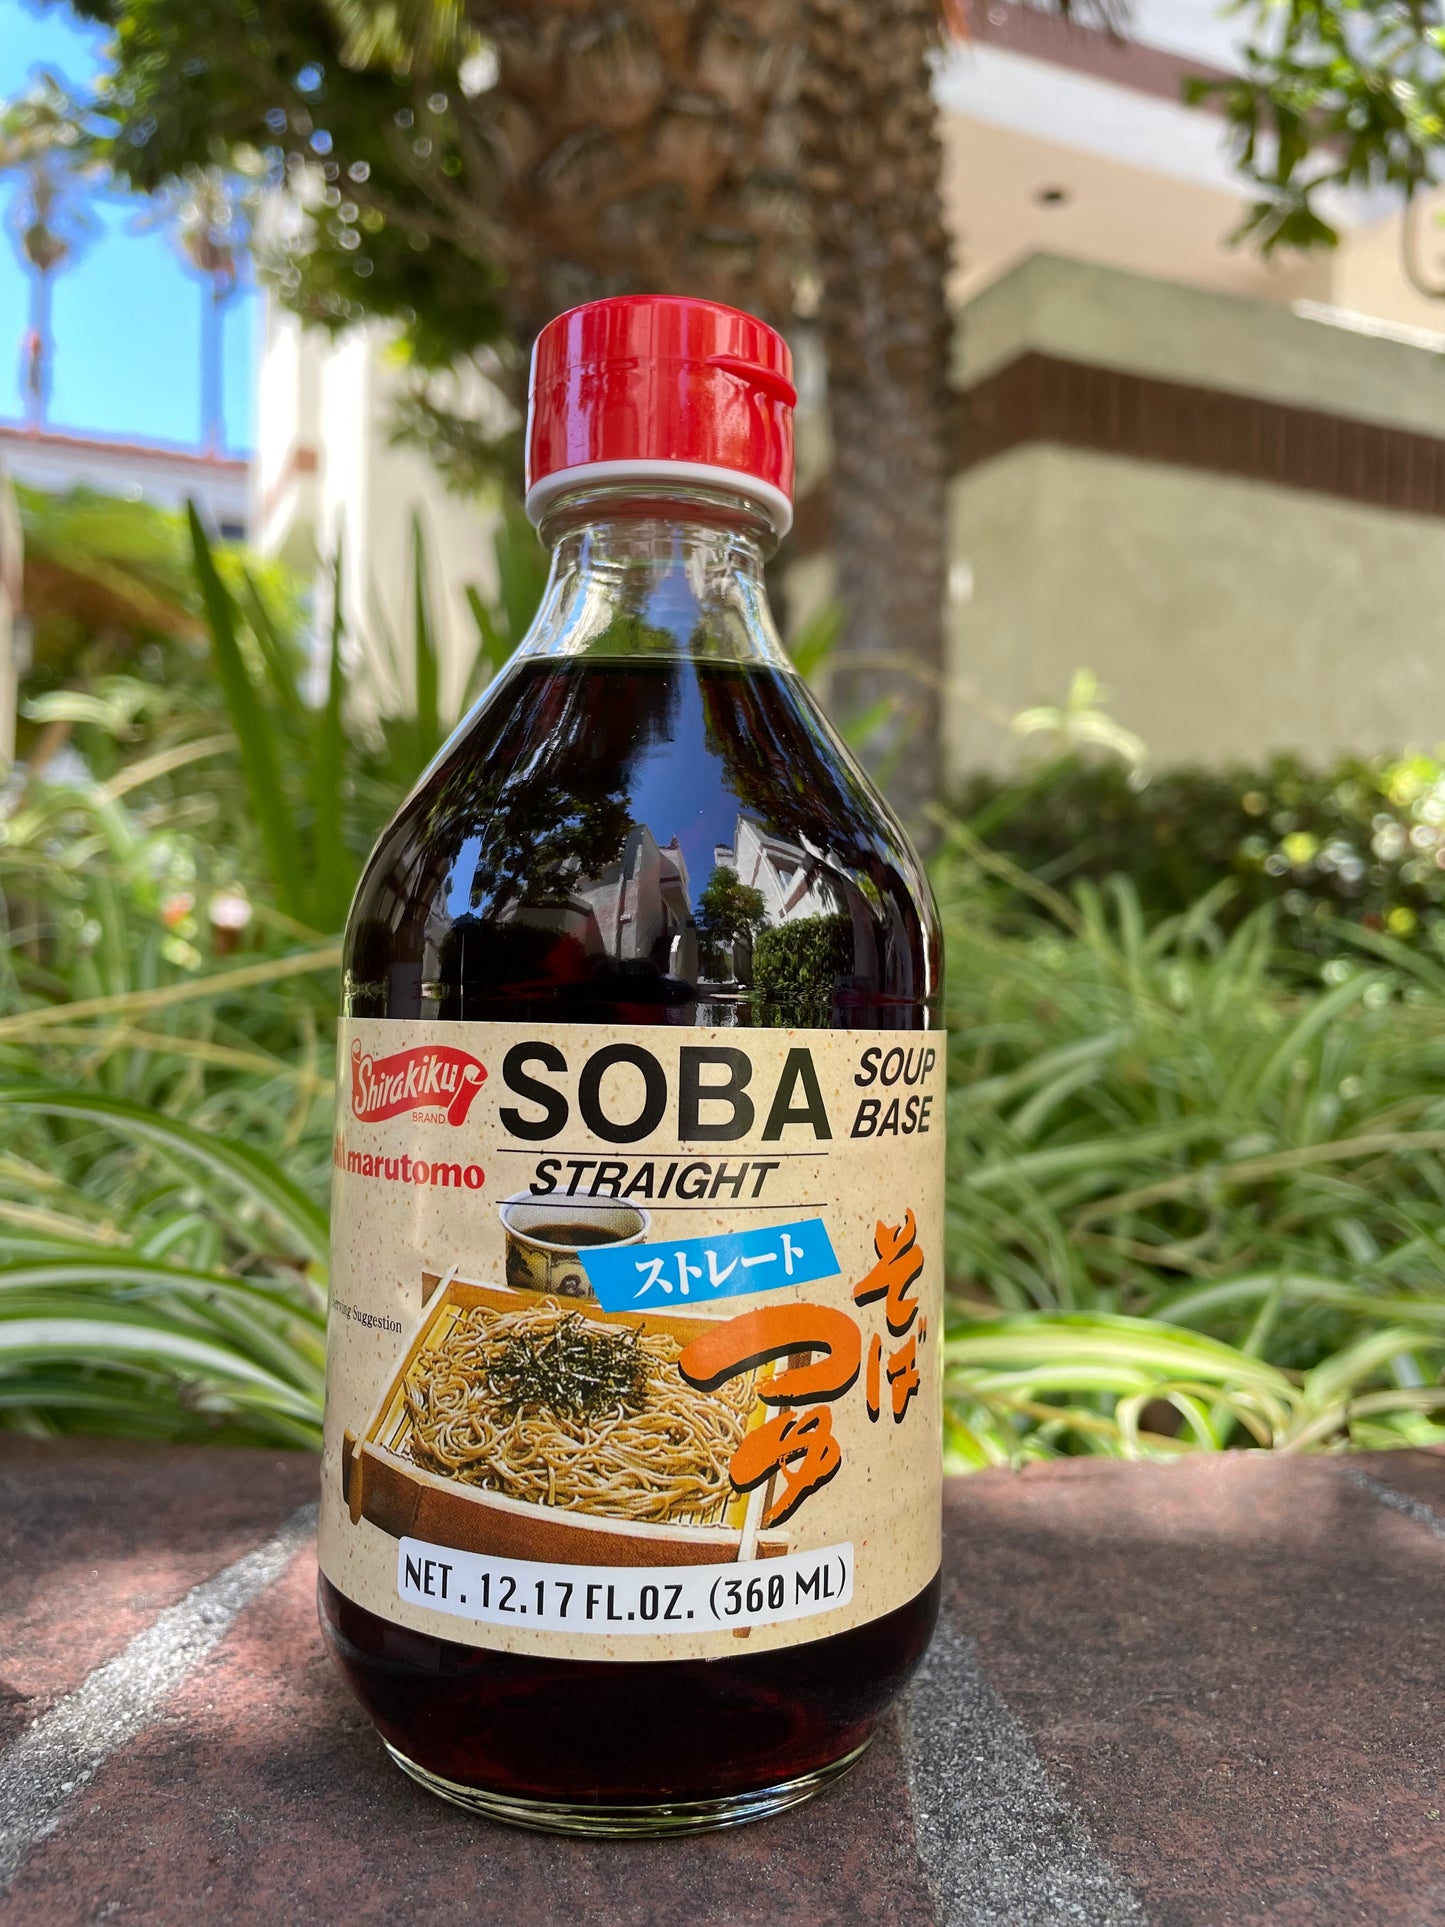 Shirakiku
BRAND
marutomo
SOBA
SOUP
BASE
STRAIGHT
ストレート
そば
つゆ
Serving Suggestion
NET. 12.17 FL.OZ. (360 ML)